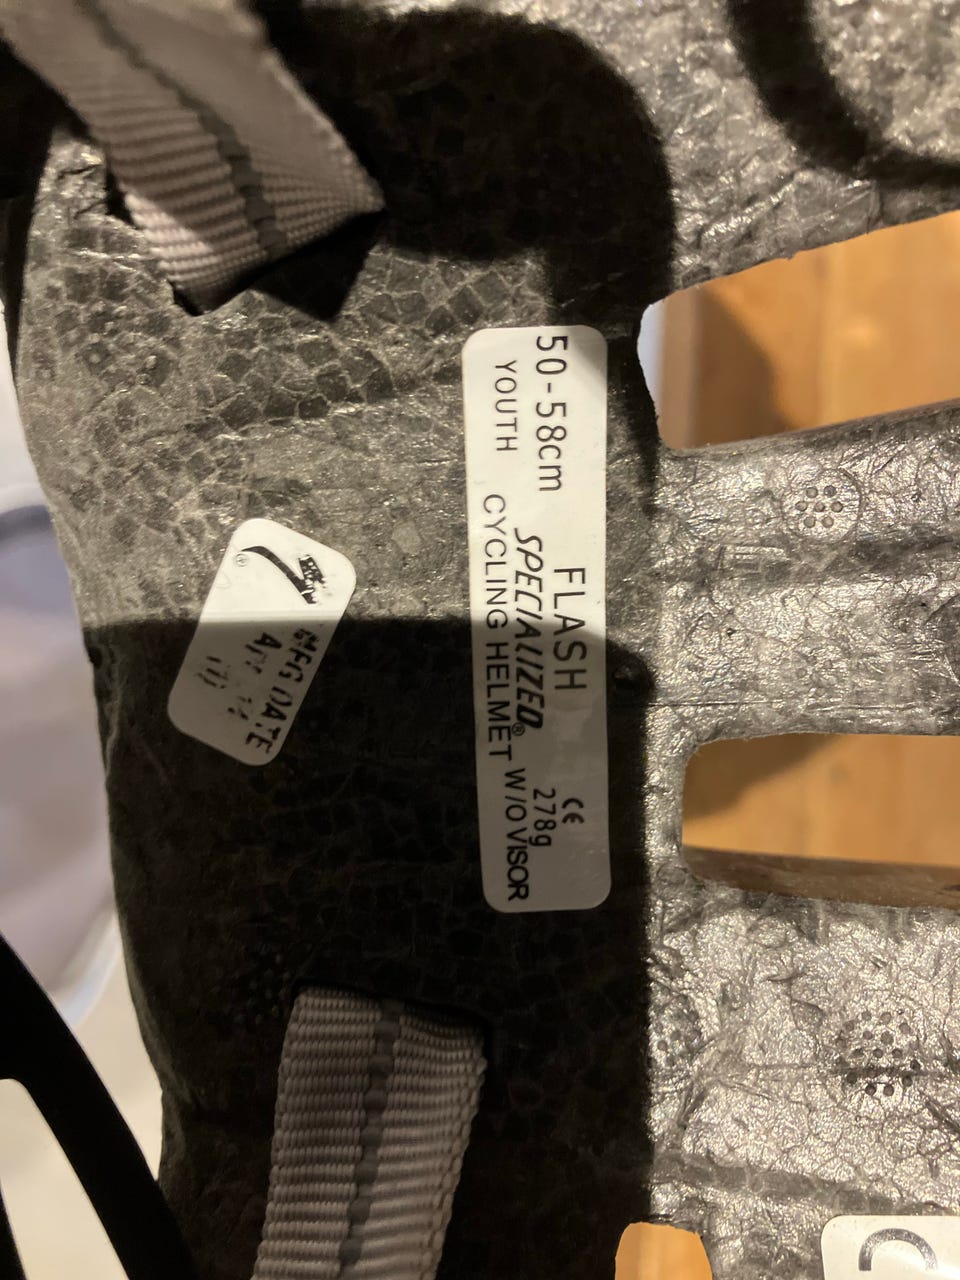 50-58cm
YOUTH
FLASH
SPECIALIZED®
CYCLING HELMET
CE
278g
W/O VISOR
®
MFG DATE